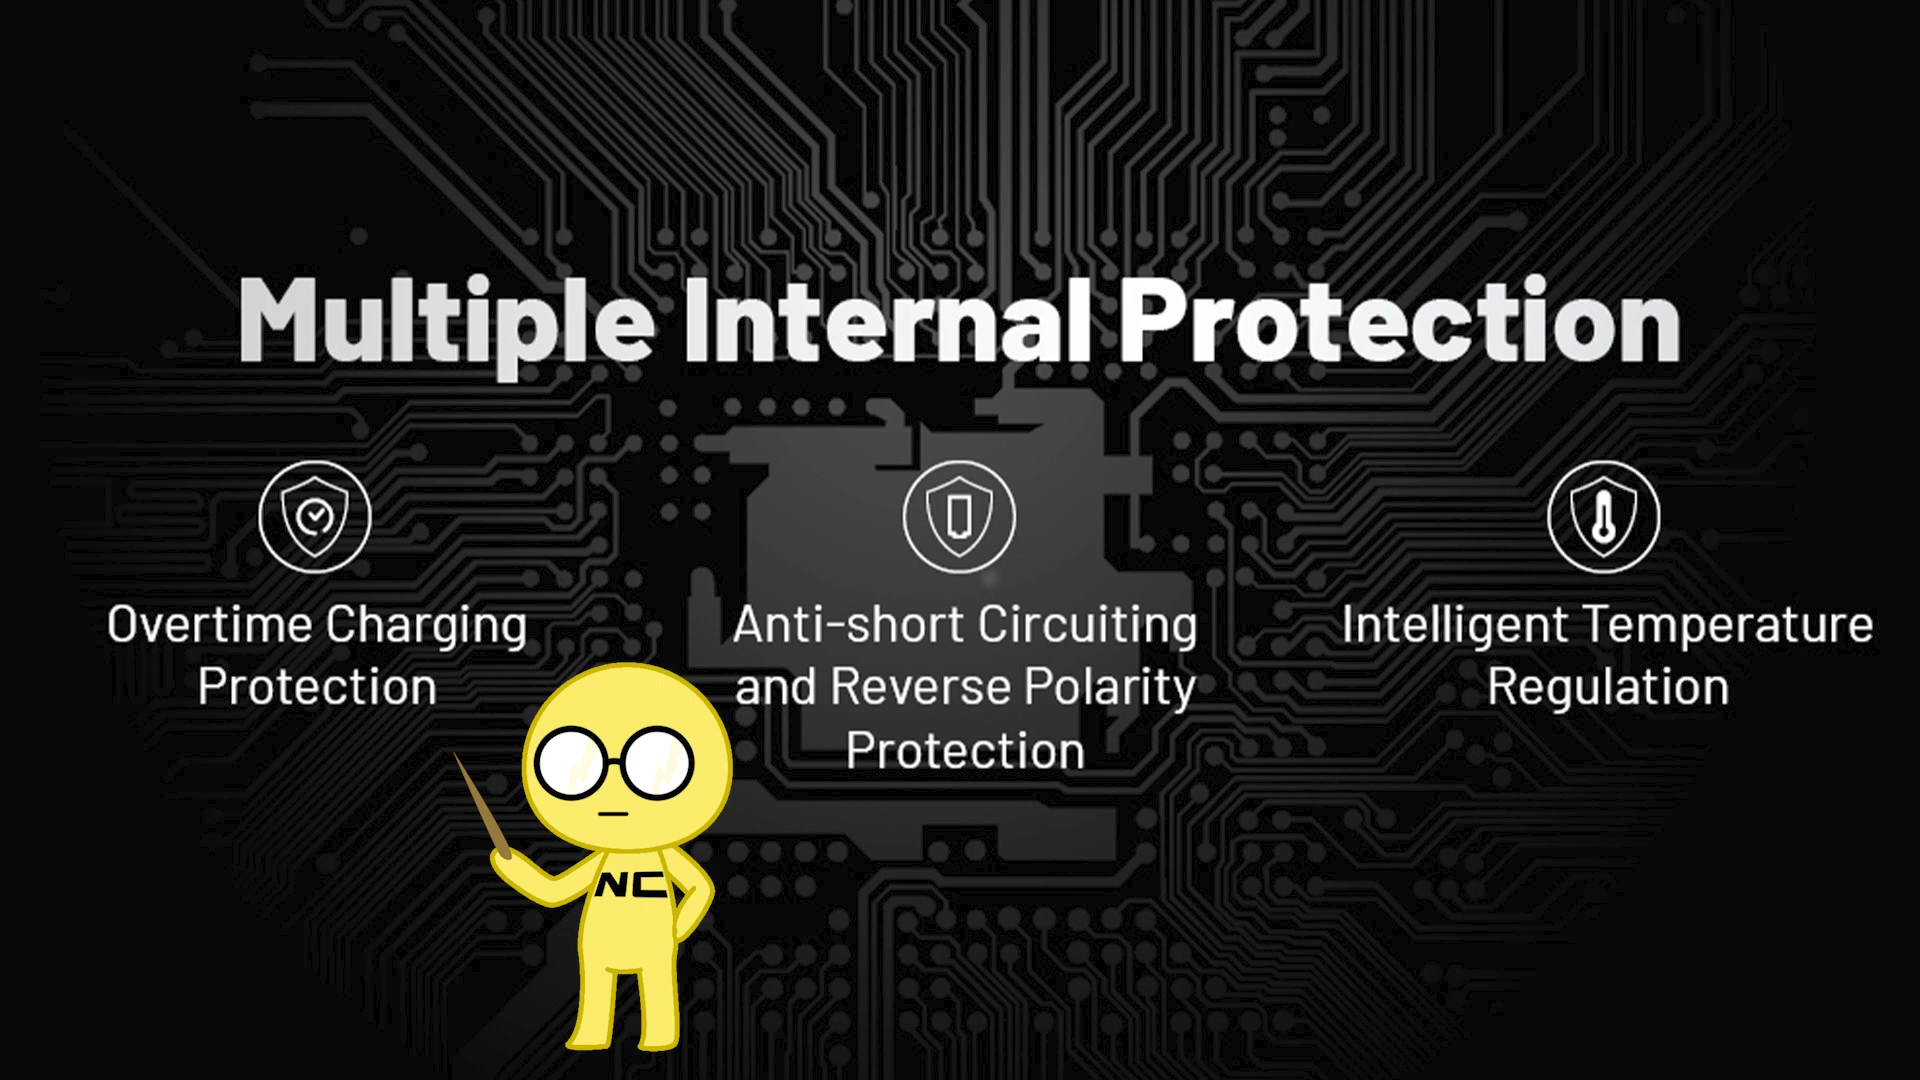 Multiple Internal Protection
Overtime Charging
Protection
Anti-short Circuiting
and Reverse Polarity
Protection
Intelligent Temperature
Regulation
NC